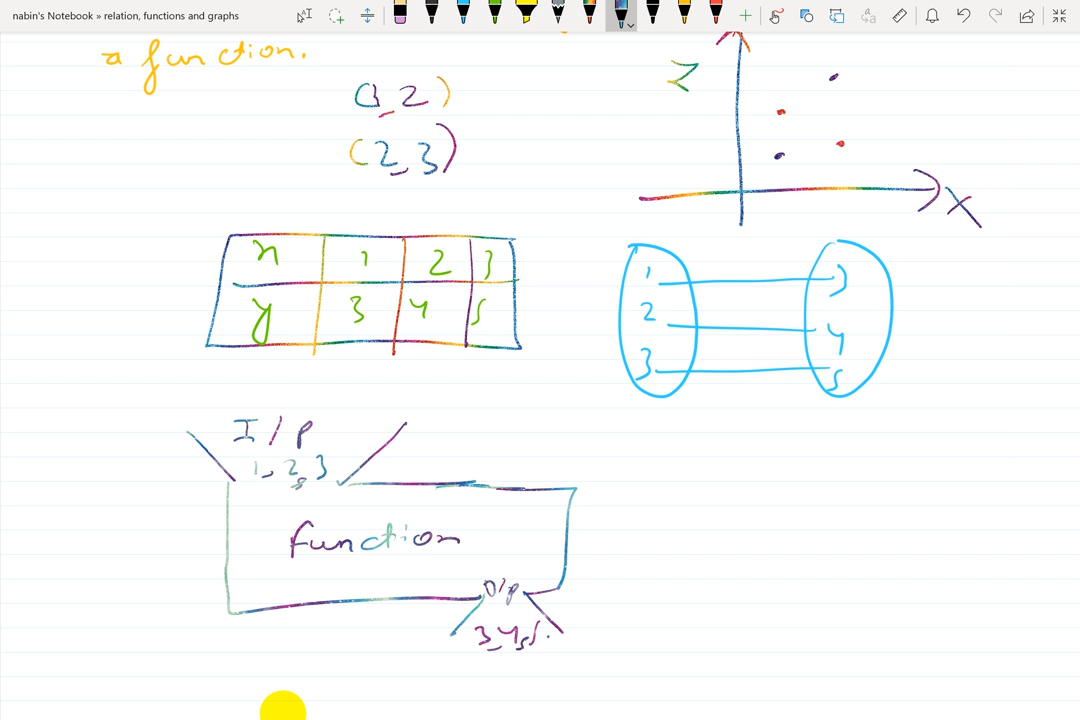 nabin's Notebook » relation, functions and graphs
a function.
(1, 2)
(2, 3)
X
x 1 2 3
y 3 4 5
1 3
2 4
3 5
I/P
1, 2, 3
function
O/P
3, 4, 5.